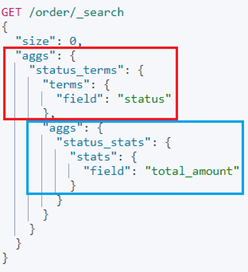 GET /order/_search
{
  "size": 0,
  "aggs": {
    "status_terms": {
      "terms": {
        "field": "status"
      },
      "aggs": {
        "status_stats": {
          "stats": {
            "field": "total_amount"
          }
        }
      }
    }
  }
}